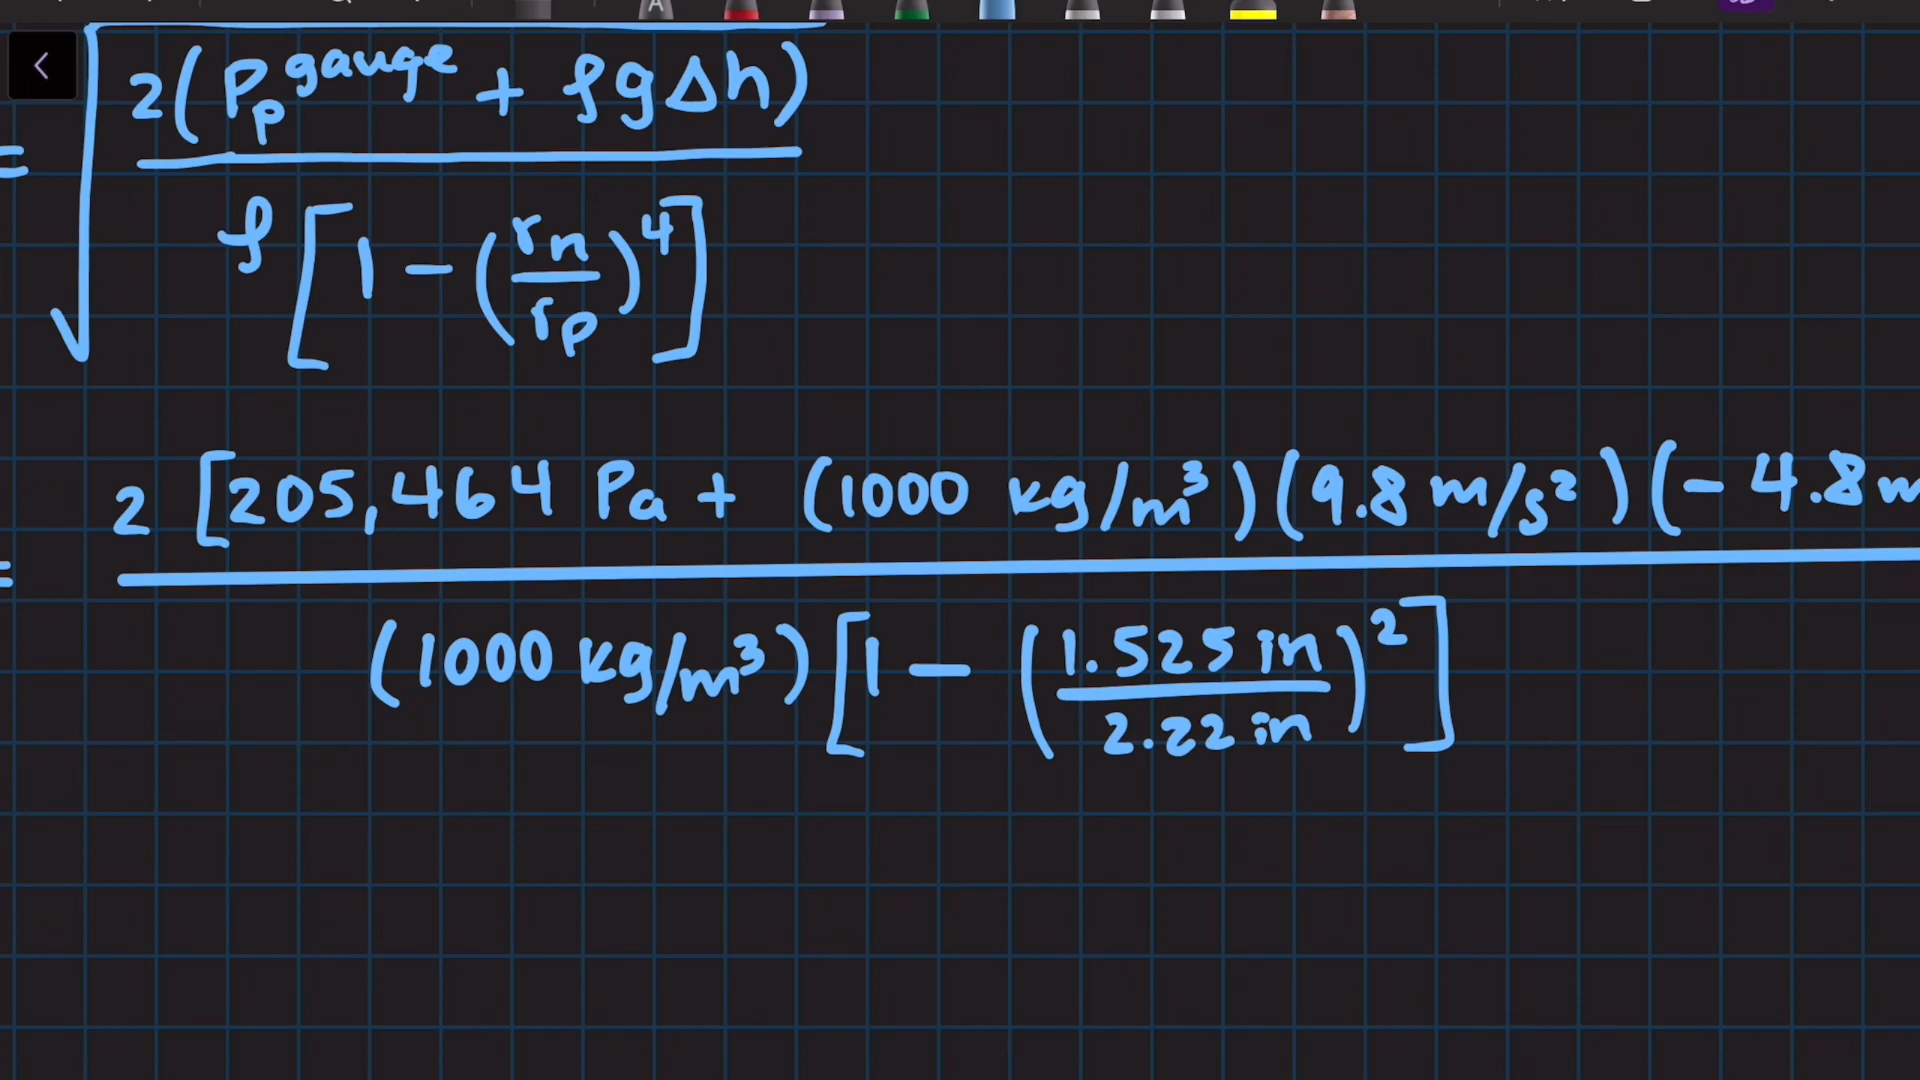 = √ 2(P_p^gauge + ρgΔh)
ρ[1 − (r_n/r_p)^4]
= 2 [205,464 Pa + (1000 kg/m³)(9.8 m/s²)(− 4.8 m
(1000 kg/m³)[1 − (1.525 in/2.22 in)²]